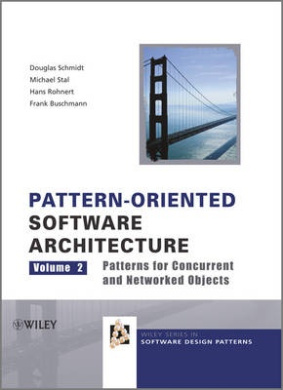 Douglas Schmidt
Michael Stal
Hans Rohnert
Frank Buschmann
PATTERN-ORIENTED
SOFTWARE
ARCHITECTURE
Volume 2
Patterns for Concurrent
and Networked Objects
WILEY
WILEY SERIES IN
SOFTWARE DESIGN PATTERNS